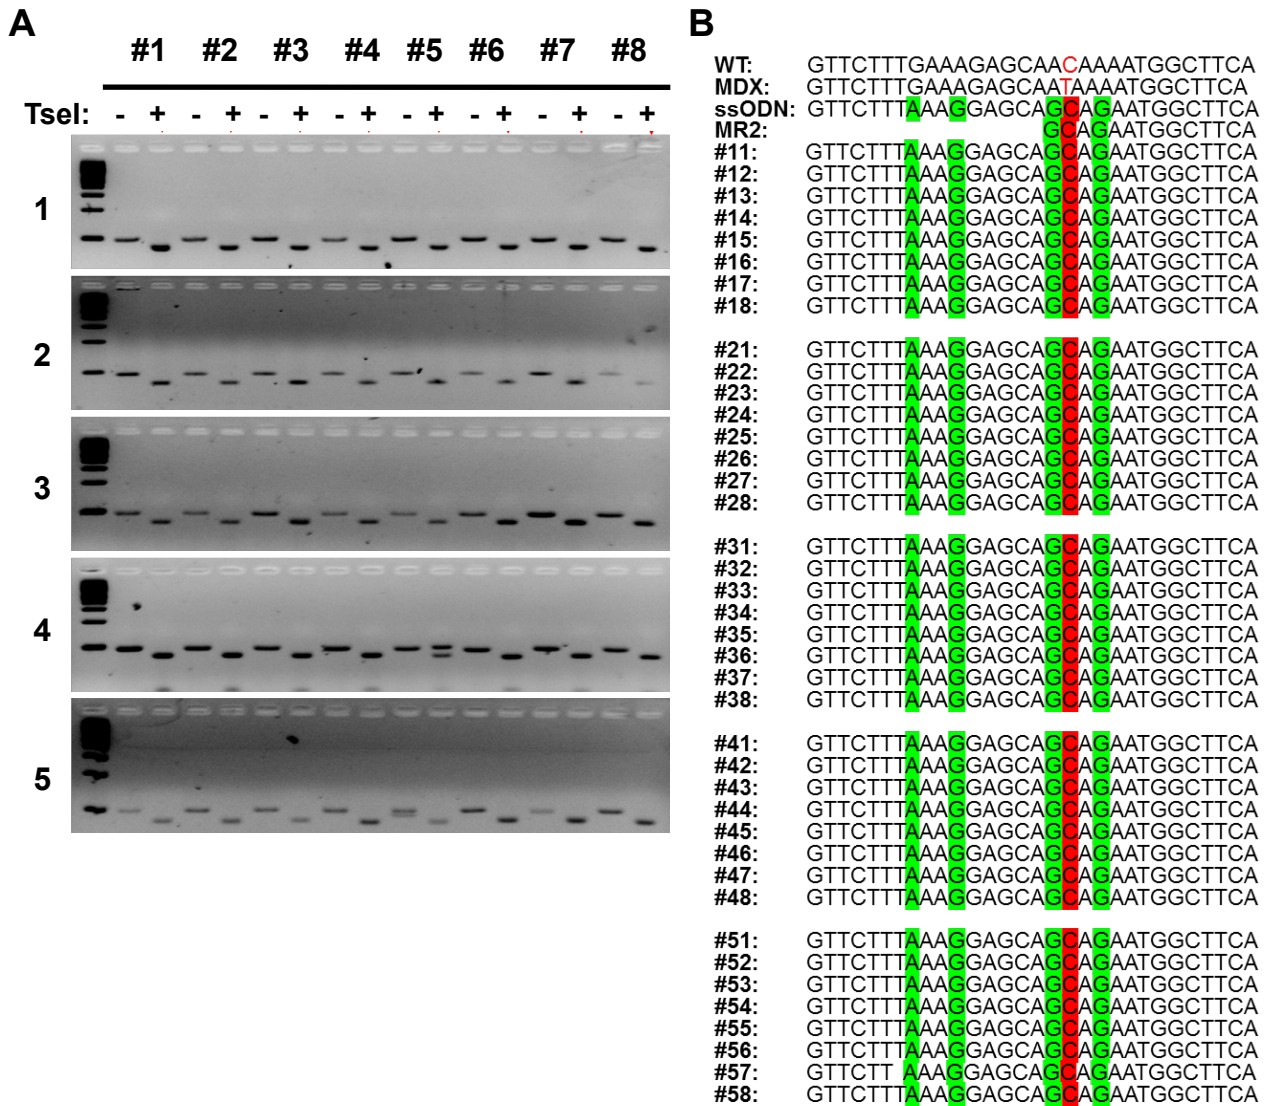 A
#1 #2 #3 #4 #5 #6 #7 #8
TseI: - + - + - + - + - + - + - + - +
1
2
3
4
5
B
WT: GTTCTTTGAAAGAGCAACAAAATGGCTTCA
MDX: GTTCTTTGAAAGAGCAATAAAATGGCTTCA
ssODN: GTTCTTTAAAGGAGCAGCAGAATGGCTTCA
MR2: GCAGAATGGCTTCA
#11: GTTCTTTAAAGGAGCAGCAGAATGGCTTCA
#12: GTTCTTTAAAGGAGCAGCAGAATGGCTTCA
#13: GTTCTTTAAAGGAGCAGCAGAATGGCTTCA
#14: GTTCTTTAAAGGAGCAGCAGAATGGCTTCA
#15: GTTCTTTAAAGGAGCAGCAGAATGGCTTCA
#16: GTTCTTTAAAGGAGCAGCAGAATGGCTTCA
#17: GTTCTTTAAAGGAGCAGCAGAATGGCTTCA
#18: GTTCTTTAAAGGAGCAGCAGAATGGCTTCA
#21: GTTCTTTAAAGGAGCAGCAGAATGGCTTCA
#22: GTTCTTTAAAGGAGCAGCAGAATGGCTTCA
#23: GTTCTTTAAAGGAGCAGCAGAATGGCTTCA
#24: GTTCTTTAAAGGAGCAGCAGAATGGCTTCA
#25: GTTCTTTAAAGGAGCAGCAGAATGGCTTCA
#26: GTTCTTTAAAGGAGCAGCAGAATGGCTTCA
#27: GTTCTTTAAAGGAGCAGCAGAATGGCTTCA
#28: GTTCTTTAAAGGAGCAGCAGAATGGCTTCA
#31: GTTCTTTAAAGGAGCAGCAGAATGGCTTCA
#32: GTTCTTTAAAGGAGCAGCAGAATGGCTTCA
#33: GTTCTTTAAAGGAGCAGCAGAATGGCTTCA
#34: GTTCTTTAAAGGAGCAGCAGAATGGCTTCA
#35: GTTCTTTAAAGGAGCAGCAGAATGGCTTCA
#36: GTTCTTTAAAGGAGCAGCAGAATGGCTTCA
#37: GTTCTTTAAAGGAGCAGCAGAATGGCTTCA
#38: GTTCTTTAAAGGAGCAGCAGAATGGCTTCA
#41: GTTCTTTAAAGGAGCAGCAGAATGGCTTCA
#42: GTTCTTTAAAGGAGCAGCAGAATGGCTTCA
#43: GTTCTTTAAAGGAGCAGCAGAATGGCTTCA
#44: GTTCTTTAAAGGAGCAGCAGAATGGCTTCA
#45: GTTCTTTAAAGGAGCAGCAGAATGGCTTCA
#46: GTTCTTTAAAGGAGCAGCAGAATGGCTTCA
#47: GTTCTTTAAAGGAGCAGCAGAATGGCTTCA
#48: GTTCTTTAAAGGAGCAGCAGAATGGCTTCA
#51: GTTCTTTAAAGGAGCAGCAGAATGGCTTCA
#52: GTTCTTTAAAGGAGCAGCAGAATGGCTTCA
#53: GTTCTTTAAAGGAGCAGCAGAATGGCTTCA
#54: GTTCTTTAAAGGAGCAGCAGAATGGCTTCA
#55: GTTCTTTAAAGGAGCAGCAGAATGGCTTCA
#56: GTTCTTTAAAGGAGCAGCAGAATGGCTTCA
#57: GTTCTT AAAGGAGCAGCAGAATGGCTTCA
#58: GTTCTTTAAAGGAGCAGCAGAATGGCTTCA